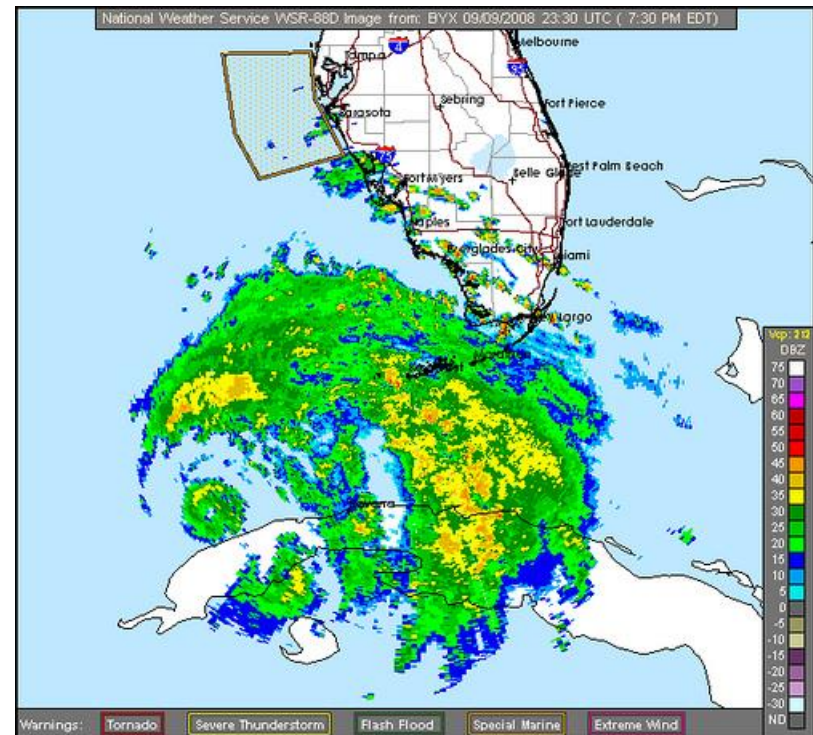 National Weather Service WSR-88D Image from: BYX 09/09/2008 23:30 UTC ( 7:30 PM EDT)
Melbourne
4
Tampa
95
Sebring
Fort Pierce
Sarasota
West Palm Beach
Belle Glade
Fort Myers
Naples
Fort Lauderdale
Everglades City
Miami
Key Largo
Vcp: 212
DBZ
75
70
65
60
55
50
45
40
35
30
25
20
15
10
5
0
-5
-10
-15
-20
-25
-30
ND
Havana
Warnings: Tornado Severe Thunderstorm Flash Flood Special Marine Extreme Wind